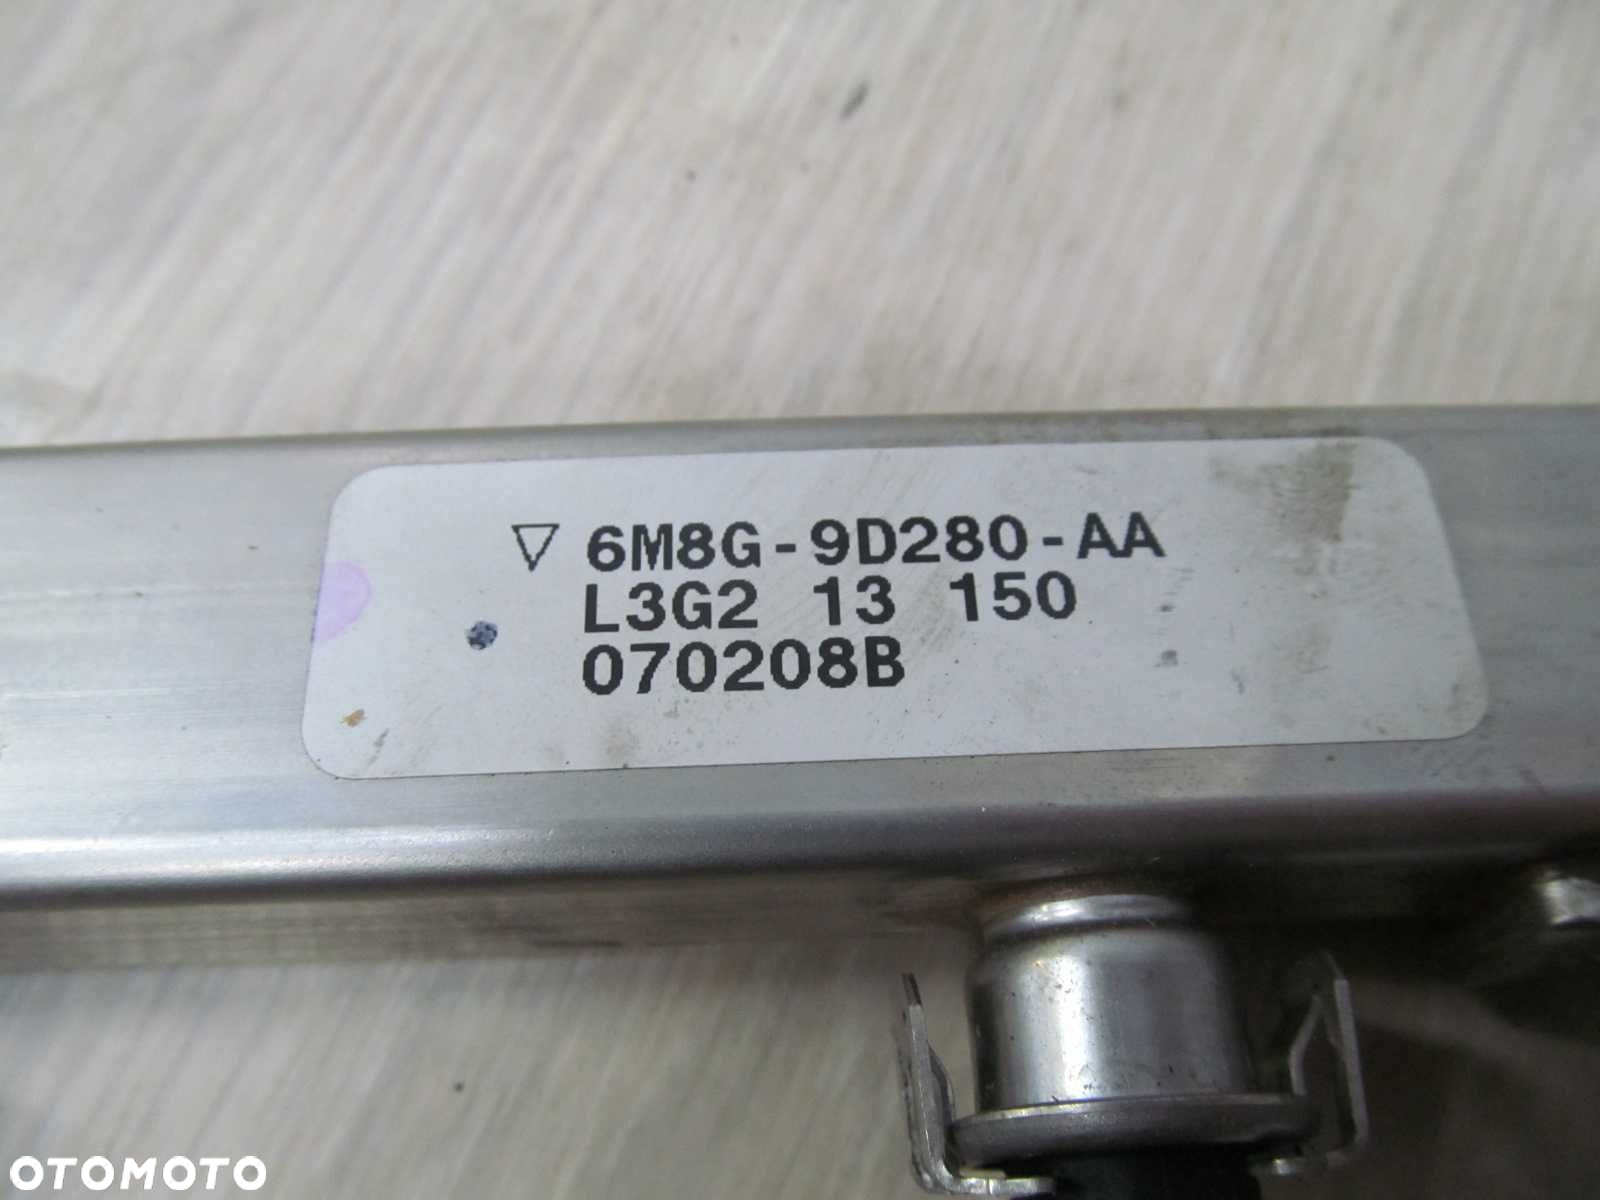 6M8G-9D280-AA
L3G2 13 150
070208B
OTOMOTO